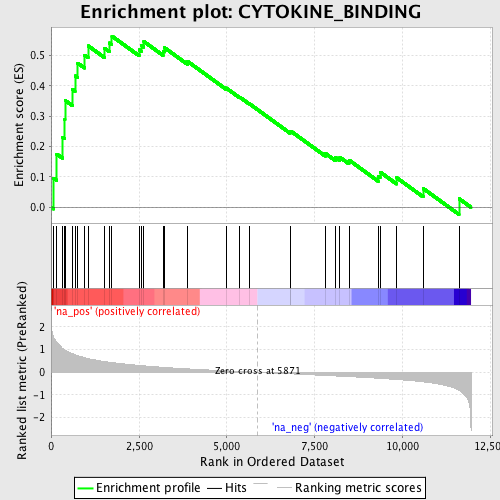 Enrichment plot: CYTOKINE_BINDING
Enrichment score (ES)
0.5
0.4
0.3
0.2
0.1
0.0
'na_pos' (positively correlated)
Ranked list metric (PreRanked)
2
1
0
-1
-2
Zero cross at 5871
'na_neg' (negatively correlated)
0
2,500
5,000
7,500
10,000
12,500
Rank in Ordered Dataset
Enrichment profile
Hits
Ranking metric scores